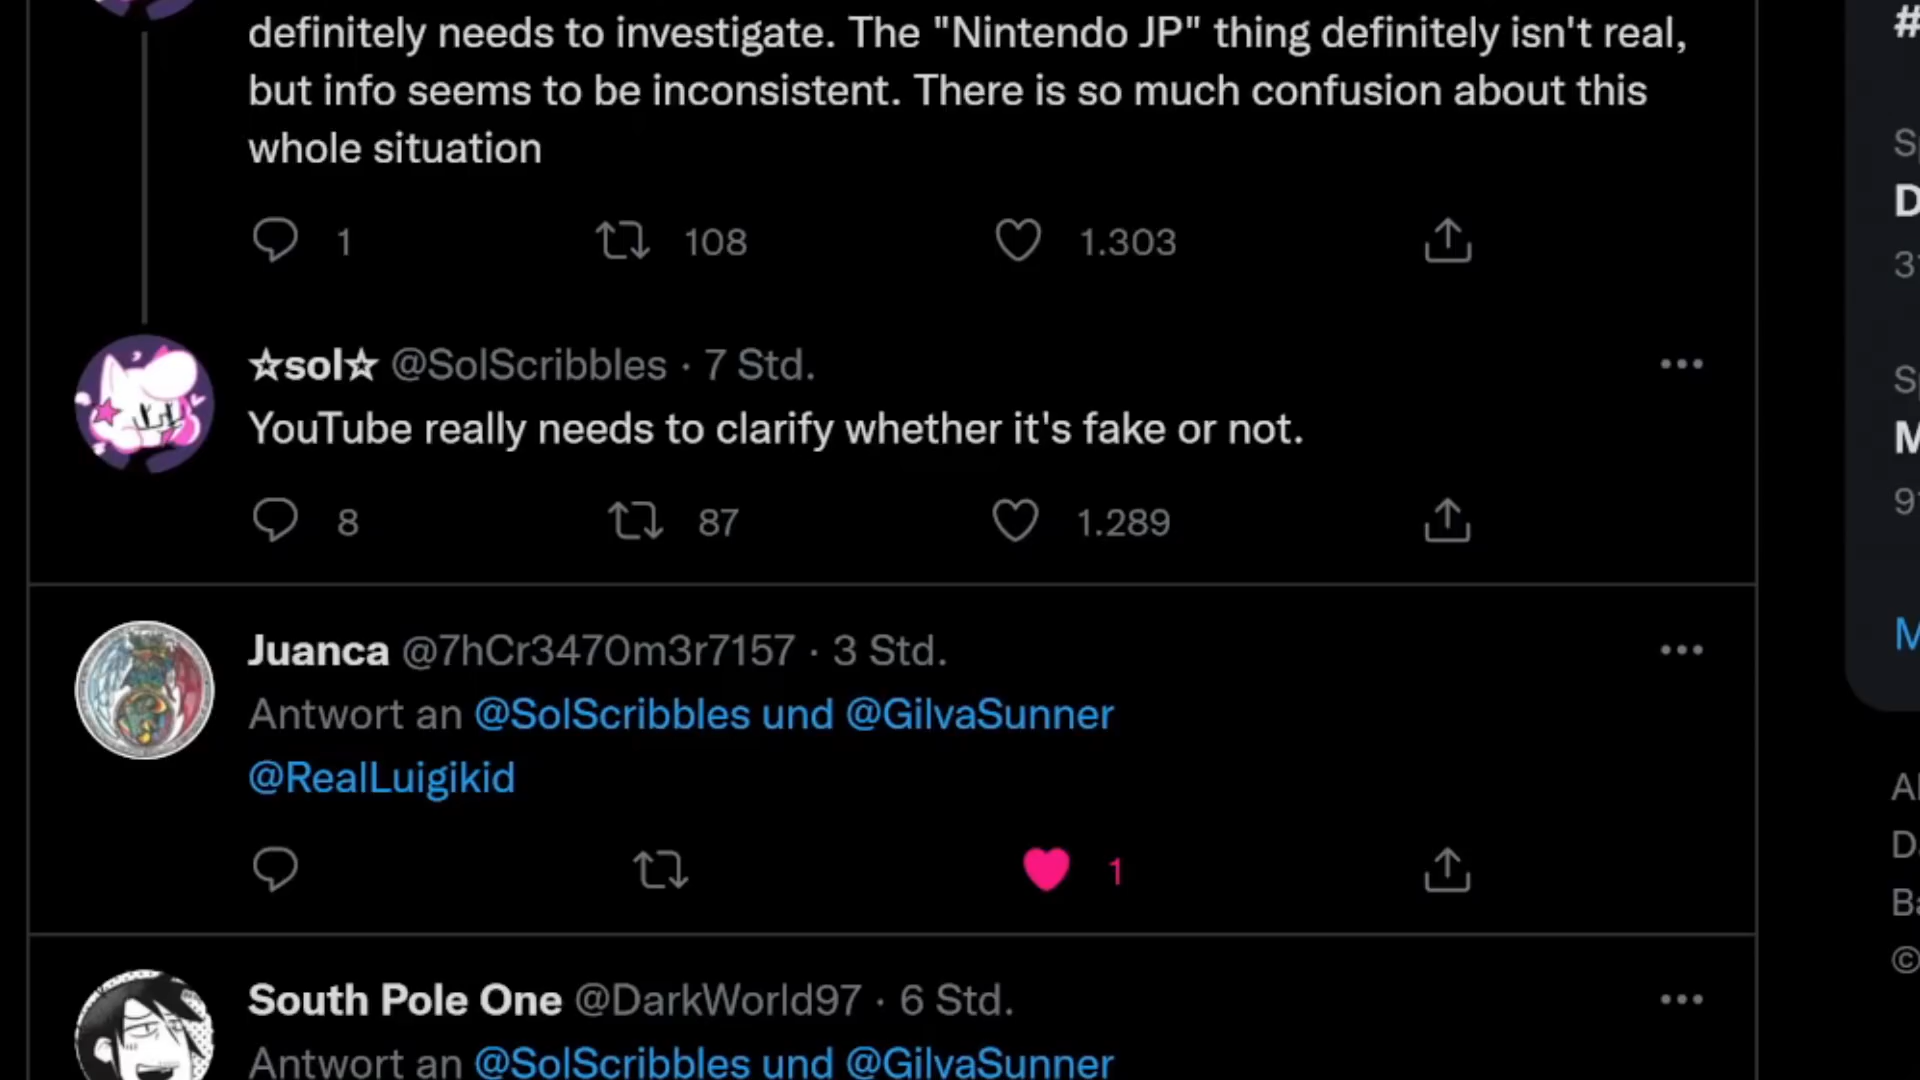 definitely needs to investigate. The "Nintendo JP" thing definitely isn't real,
but info seems to be inconsistent. There is so much confusion about this
whole situation
1 108 1.303
☆sol☆ @SolScribbles · 7 Std.
YouTube really needs to clarify whether it's fake or not.
8 87 1.289
Juanca @7hCr3470m3r7157 · 3 Std.
Antwort an @SolScribbles und @GilvaSunner
@RealLuigikid
1
South Pole One @DarkWorld97 · 6 Std.
Antwort an @SolScribbles und @GilvaSunner
#
©